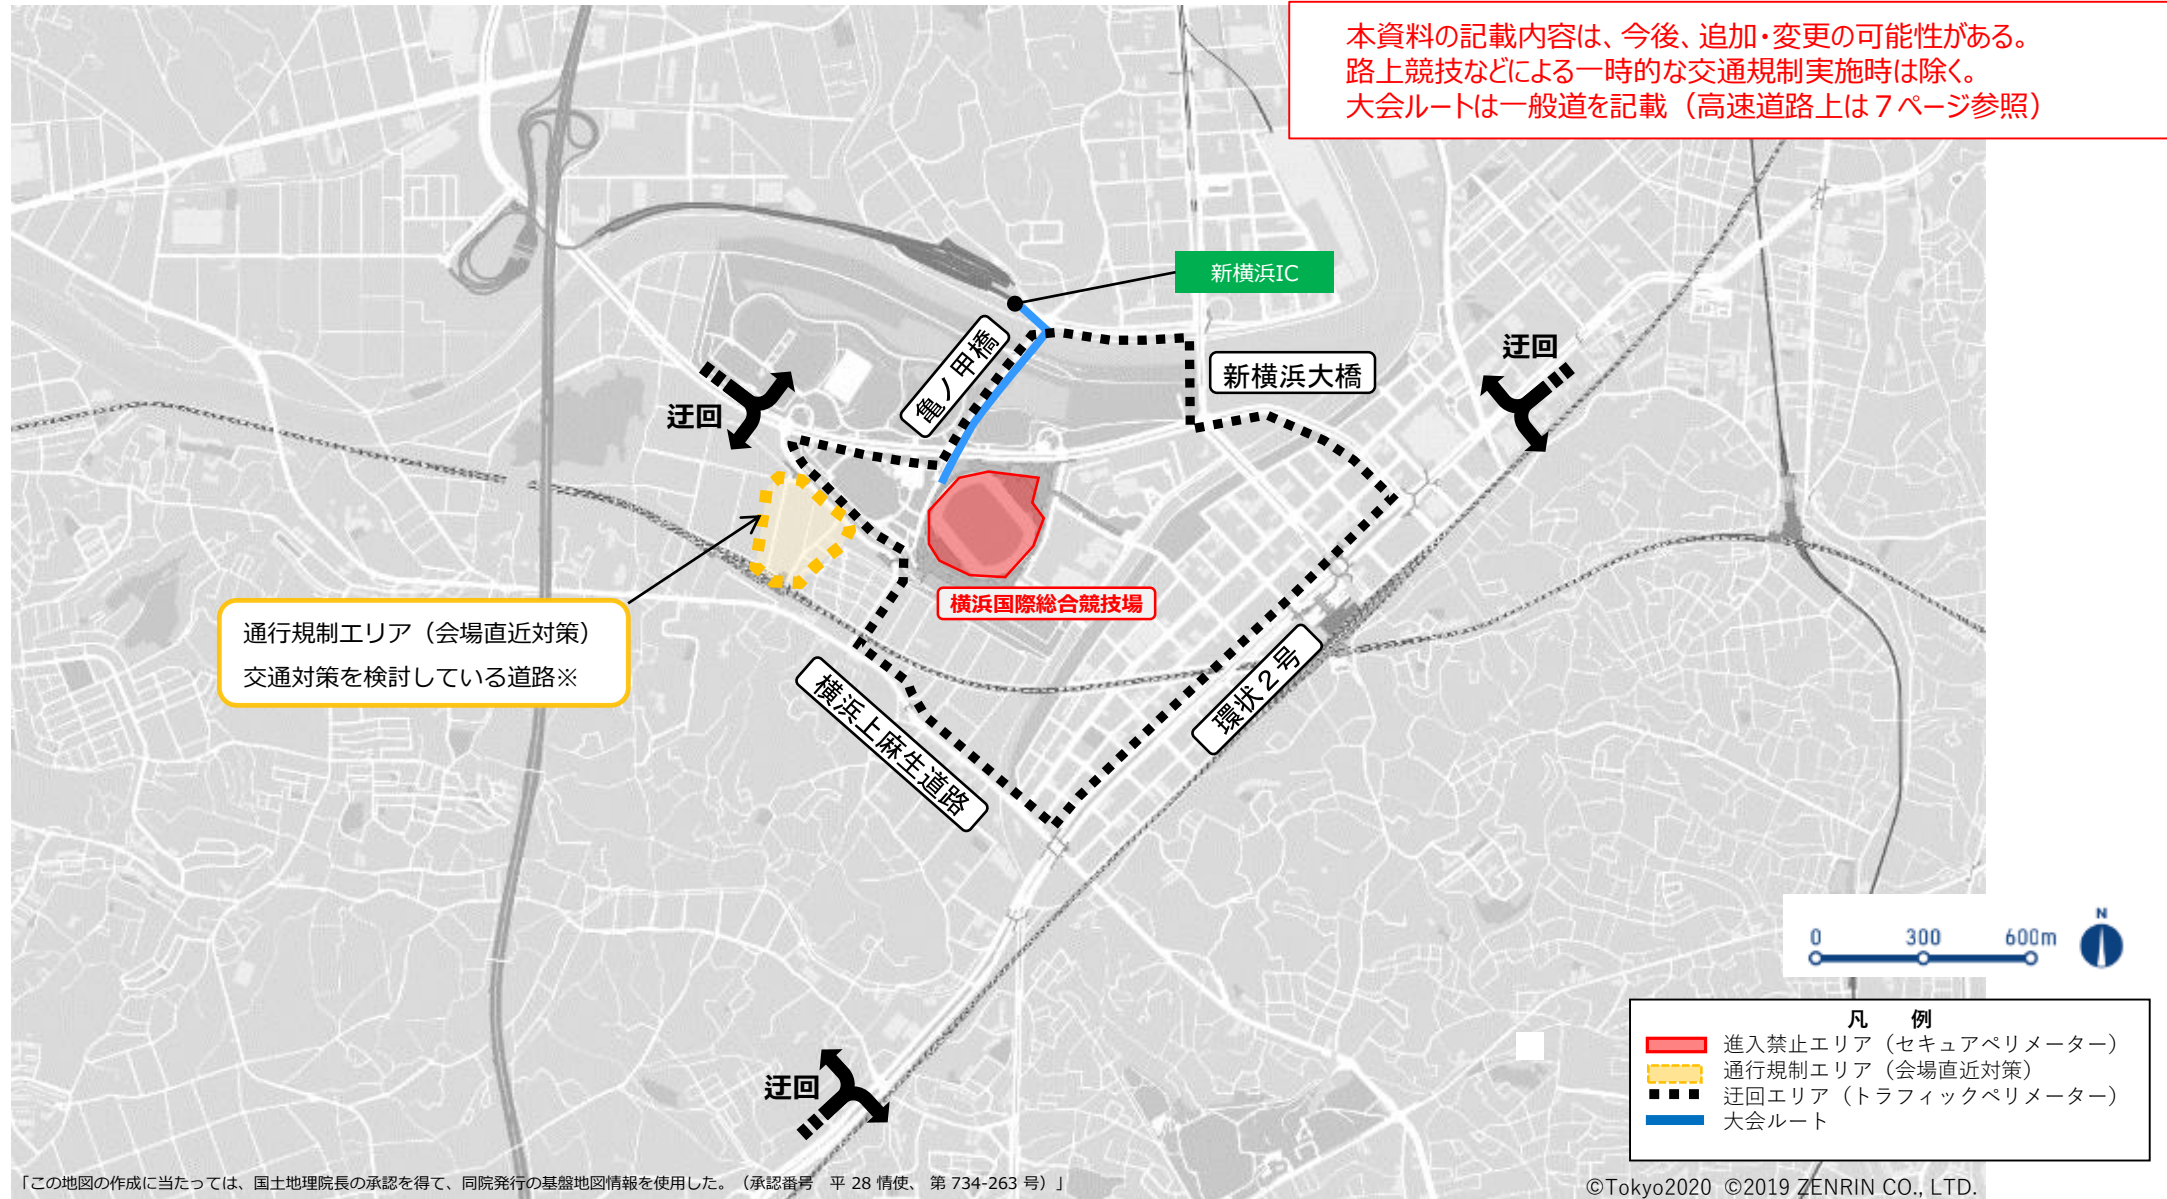 本資料の記載内容は、今後、追加・変更の可能性がある。
路上競技などによる一時的な交通規制実施時は除く。
大会ルートは一般道を記載（高速道路上は７ページ参照）
新横浜IC
亀ノ甲橋
新横浜大橋
迂回
迂回
横浜国際総合競技場
通行規制エリア（会場直近対策）
交通対策を検討している道路※
横浜上麻生道路
環状２号
迂回
0 300 600m
N
凡　例
進入禁止エリア（セキュアペリメーター）
通行規制エリア（会場直近対策）
迂回エリア（トラフィックペリメーター）
大会ルート
「この地図の作成に当たっては、国土地理院長の承認を得て、同院発行の基盤地図情報を使用した。（承認番号　平 28 情使、 第 734-263 号）」
©Tokyo2020 ©2019 ZENRIN CO., LTD.